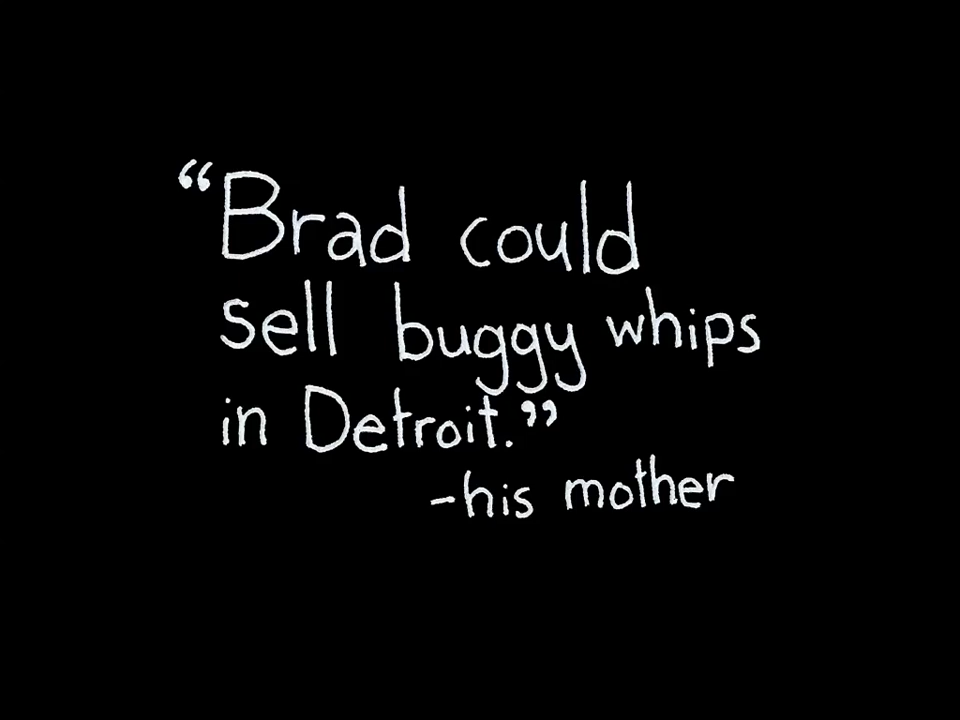 “Brad could
sell buggy whips
in Detroit.”
-his mother